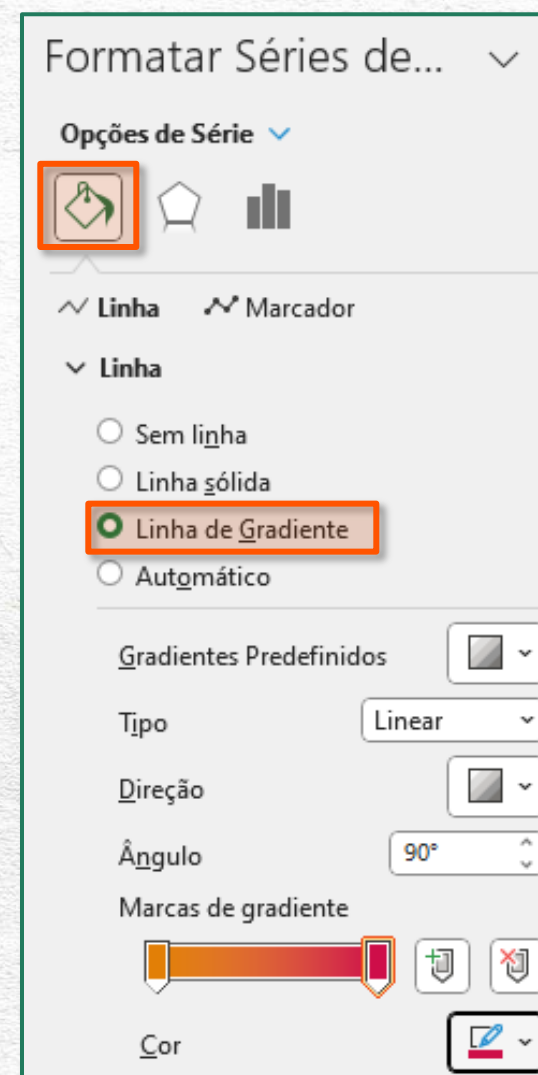 Formatar Séries de...
Opções de Série
Linha Marcador
Linha
Sem linha
Linha sólida
Linha de Gradiente
Automático
Gradientes Predefinidos
Tipo Linear
Direção
Ângulo 90°
Marcas de gradiente
Cor